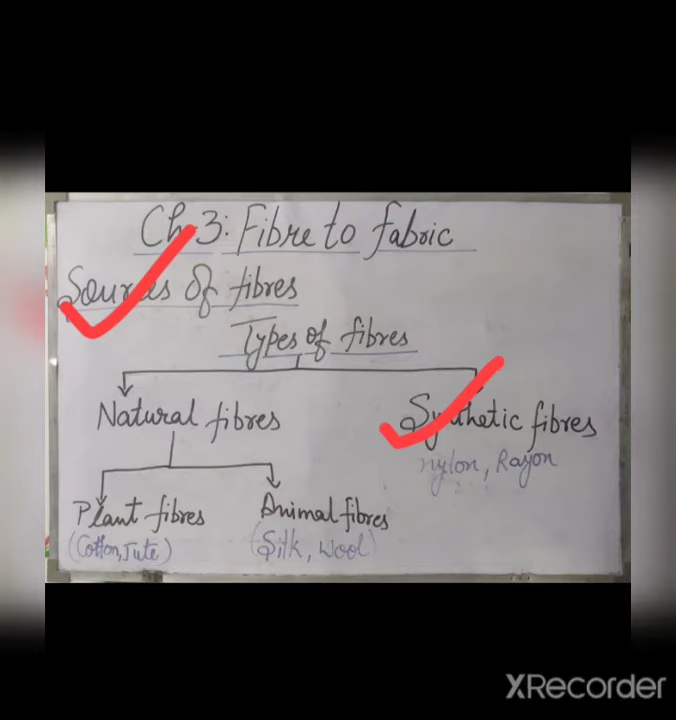 Ch 3: Fibre to fabric
Sources of fibres
Types of fibres
Natural fibres
Synthetic fibres
nylon, Rayon
Plant fibres
(Cotton, Jute)
Animal fibres
(Silk, Wool)
XRecorder